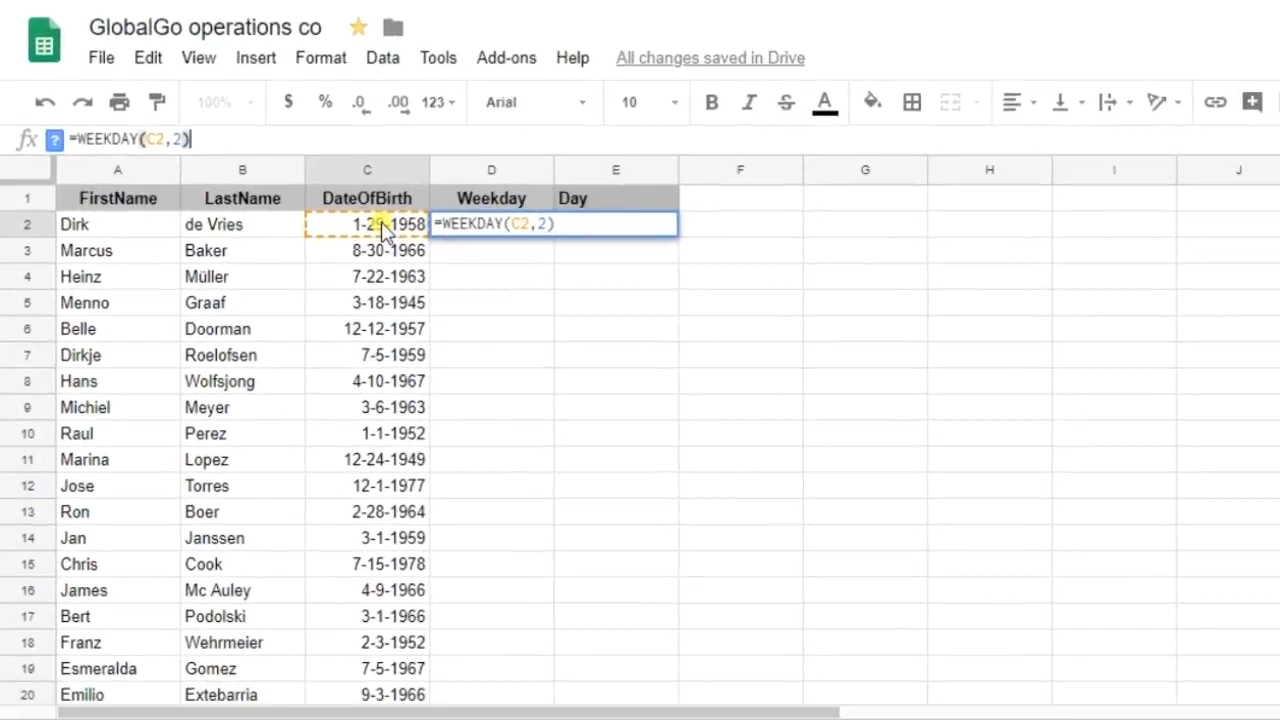 GlobalGo operations co
File Edit View Insert Format Data Tools Add-ons Help All changes saved in Drive
100% $ % .0 .00 123 Arial 10 B I S A
fx ? =WEEKDAY(C2,2)
A B C D E F G H I J
1 FirstName LastName DateOfBirth Weekday Day
2 Dirk de Vries 1-29-1958 =WEEKDAY(C2,2)
3 Marcus Baker 8-30-1966
4 Heinz Müller 7-22-1963
5 Menno Graaf 3-18-1945
6 Belle Doorman 12-12-1957
7 Dirkje Roelofsen 7-5-1959
8 Hans Wolfsjong 4-10-1967
9 Michiel Meyer 3-6-1963
10 Raul Perez 1-1-1952
11 Marina Lopez 12-24-1949
12 Jose Torres 12-1-1977
13 Ron Boer 2-28-1964
14 Jan Janssen 3-1-1959
15 Chris Cook 7-15-1978
16 James Mc Auley 4-9-1966
17 Bert Podolski 3-1-1966
18 Franz Wehrmeier 2-3-1952
19 Esmeralda Gomez 7-5-1967
20 Emilio Extebarria 9-3-1966